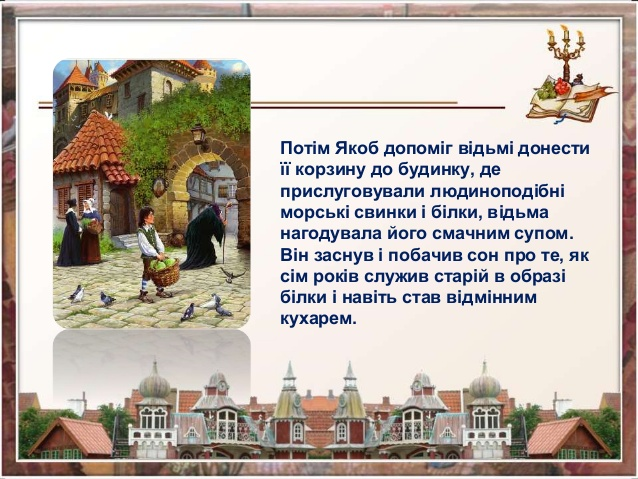 Потім Якоб допоміг відьмі донести
її корзину до будинку, де
прислуговували людиноподібні
морські свинки і білки, відьма
нагодувала його смачним супом.
Він заснув і побачив сон про те, як
сім років служив старій в образі
білки і навіть став відмінним
кухарем.